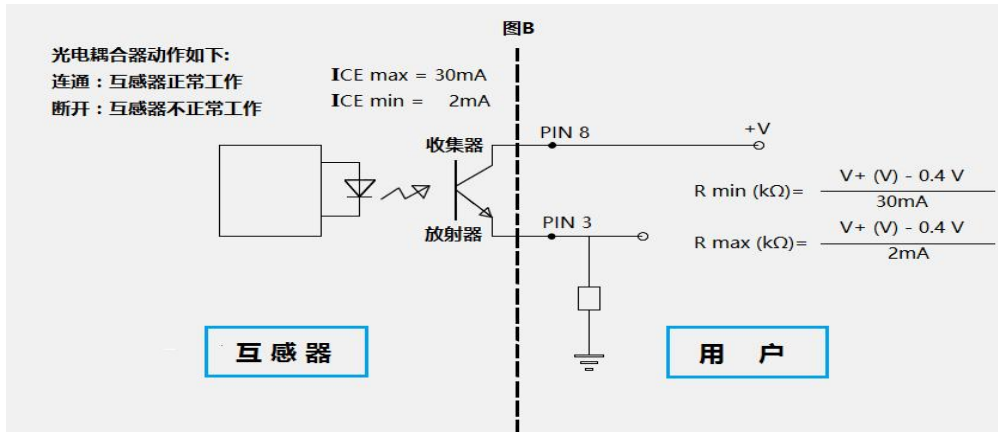 图B
光电耦合器动作如下:
连通：互感器正常工作
断开：互感器不正常工作
ICE max = 30mA
ICE min = 2mA
收集器
放射器
PIN 8
+V
PIN 3
R min (kΩ)= V+ (V) - 0.4 V
30mA
R max (kΩ)= V+ (V) - 0.4 V
2mA
互感器
用 户